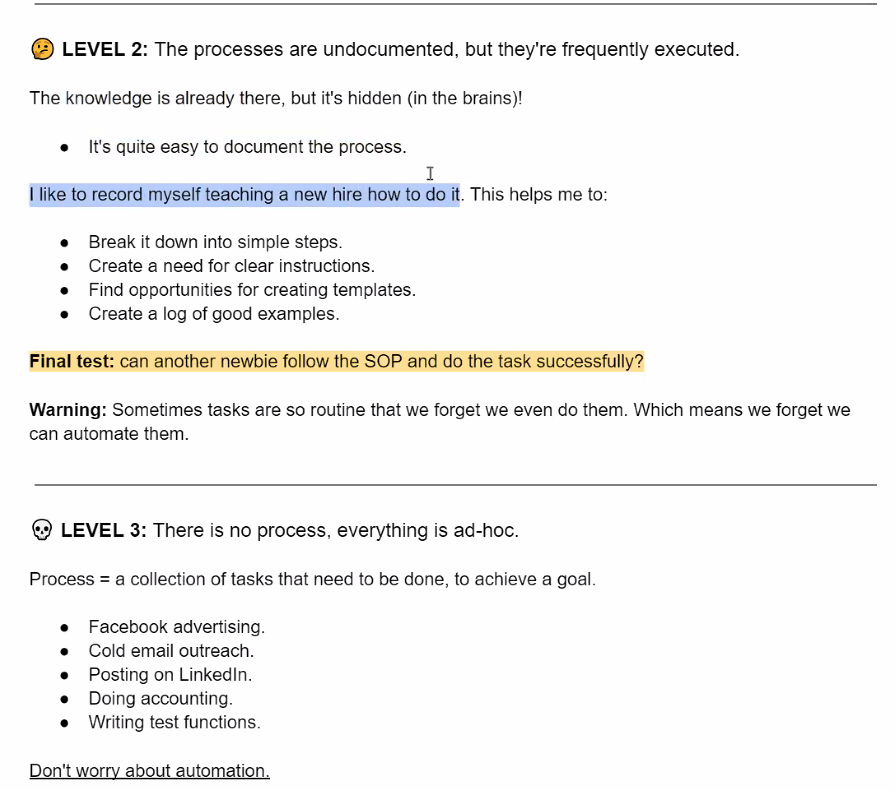 🤔 LEVEL 2: The processes are undocumented, but they're frequently executed.
The knowledge is already there, but it's hidden (in the brains)!
● It's quite easy to document the process.
I like to record myself teaching a new hire how to do it. This helps me to:
● Break it down into simple steps.
● Create a need for clear instructions.
● Find opportunities for creating templates.
● Create a log of good examples.
Final test: can another newbie follow the SOP and do the task successfully?
Warning: Sometimes tasks are so routine that we forget we even do them. Which means we forget we
can automate them.
💀 LEVEL 3: There is no process, everything is ad-hoc.
Process = a collection of tasks that need to be done, to achieve a goal.
● Facebook advertising.
● Cold email outreach.
● Posting on LinkedIn.
● Doing accounting.
● Writing test functions.
Don't worry about automation.